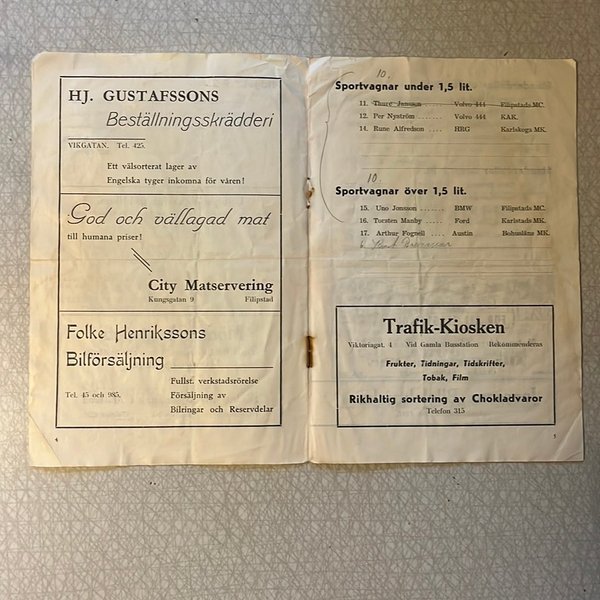 HJ. GUSTAFSSONS
Beställningsskrädderi
VIKGATAN. Tel. 425.
Ett välsorterat lager av
Engelska tyger inkomna för våren!
God och vällagad mat
till humana priser!
City Matservering
Kungsgatan 9 Filipstad
Folke Henrikssons
Bilförsäljning
Fullst. verkstadsrörelse
Tel. 45 och 985. Försäljning av
Bilringar och Reservdelar
4
10.
Sportvagnar under 1,5 lit.
11. Thure Jansson Volvo 444 Filipstads MC.
12. Per Nyström ...... Volvo 444 KAK.
14. Rune Alfredson .. HRG Karlskoga MK.
10.
Sportvagnar över 1,5 lit.
15. Uno Jonsson ....... BMW Filipstads MC.
16. Torsten Manby .. Ford Karlstads MK.
17. Arthur Fognell .. Austin Bohusläns MK.
6
Trafik-Kiosken
Viktoriagat. 4 Vid Gamla Busstation Rekommenderas
Frukter, Tidningar, Tidskrifter,
Tobak, Film
Rikhaltig sortering av Chokladvaror
Telefon 315
5